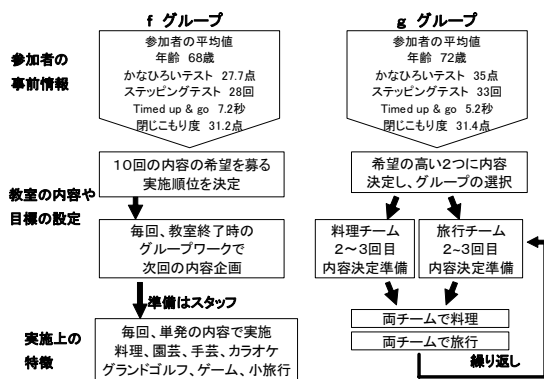 f グループ
g グループ
参加者の
事前情報
参加者の平均値
年齢 68歳
かなひろいテスト 27.7点
ステッピングテスト 28回
Timed up & go 7.2秒
閉じこもり度 31.2点
参加者の平均値
年齢 72歳
かなひろいテスト 35点
ステッピングテスト 33回
Timed up & go 5.2秒
閉じこもり度 31.4点
教室の内容や
目標の設定
10回の内容の希望を募る
実施順位を決定
希望の高い2つに内容
決定し、グループの選択
毎回、教室終了時の
グループワークで
次回の内容企画
料理チーム
2～3回目
内容決定準備
旅行チーム
2~3回目
内容決定準備
準備はスタッフ
実施上の
特徴
毎回、単発の内容で実施
料理、園芸、手芸、カラオケ
グランドゴルフ、ゲーム、小旅行
両チームで料理
両チームで旅行
繰り返し